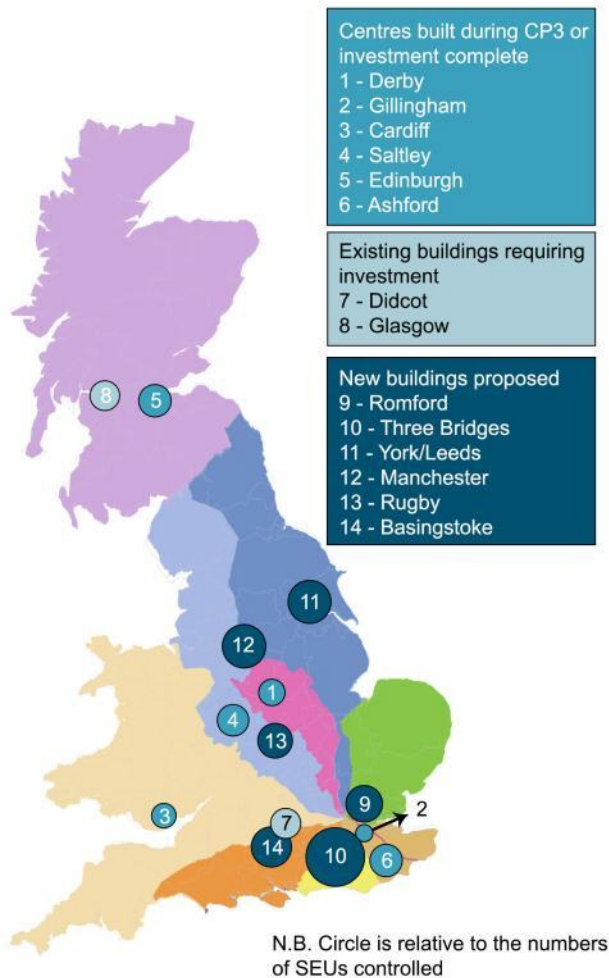 Centres built during CP3 or
investment complete
1 - Derby
2 - Gillingham
3 - Cardiff
4 - Saltley
5 - Edinburgh
6 - Ashford
Existing buildings requiring
investment
7 - Didcot
8 - Glasgow
New buildings proposed
9 - Romford
10 - Three Bridges
11 - York/Leeds
12 - Manchester
13 - Rugby
14 - Basingstoke
8
5
11
12
1
4
13
9
2
3
7
14
10
6
N.B. Circle is relative to the numbers
of SEUs controlled